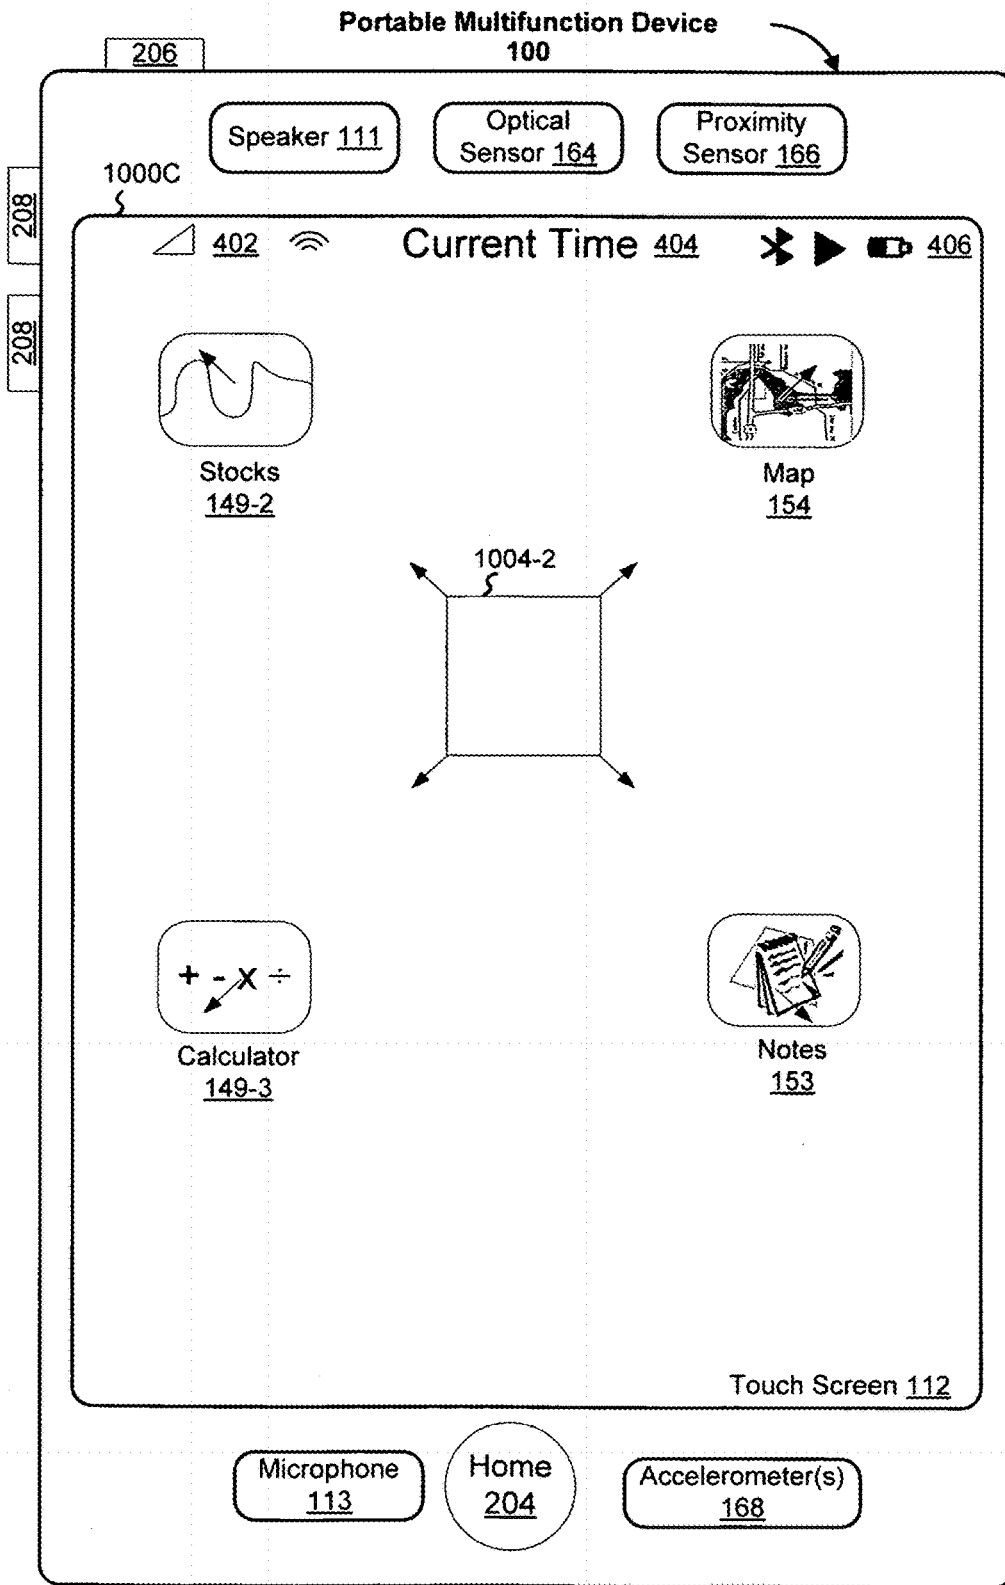 Portable Multifunction Device
100
206
Speaker 111
Optical
Sensor 164
Proximity
Sensor 166
1000C
208
208
402
Current Time 404
406
Stocks
149-2
Map
154
1004-2
+ - x ÷
Calculator
149-3
Notes
153
Touch Screen 112
Microphone
113
Home
204
Accelerometer(s)
168